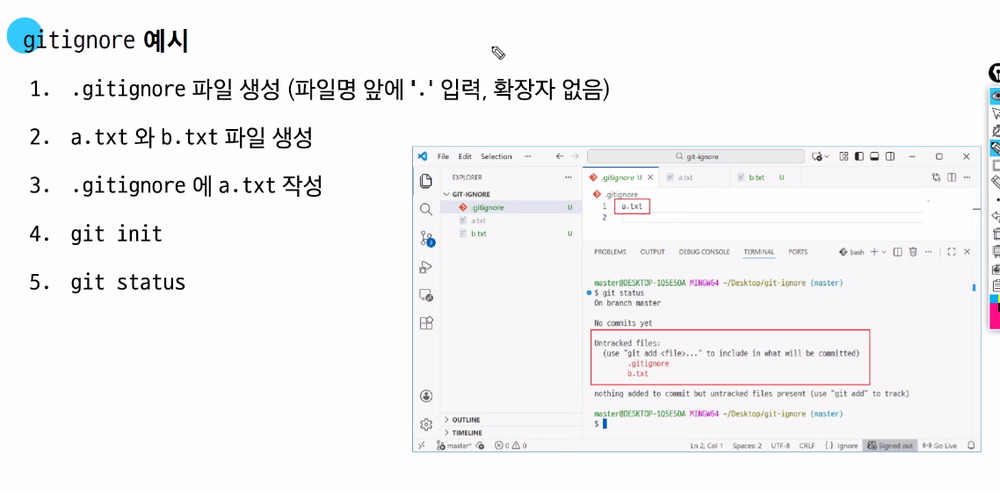 gitignore 예시
1. .gitignore 파일 생성 (파일명 앞에 '.' 입력, 확장자 없음)
2. a.txt 와 b.txt 파일 생성
3. .gitignore 에 a.txt 작성
4. git init
5. git status
File Edit Selection ··· git-ignore
EXPLORER ···
GIT-IGNORE
.gitignore U
a.txt
b.txt U
OUTLINE
TIMELINE
.gitignore U a.txt b.txt U
.gitignore
1 a.txt
2
PROBLEMS OUTPUT DEBUG CONSOLE TERMINAL PORTS bash
master@DESKTOP-1Q5E5OA MINGW64 ~/Desktop/git-ignore (master)
$ git status
On branch master
No commits yet
Untracked files:
(use "git add <file>..." to include in what will be committed)
.gitignore
b.txt
nothing added to commit but untracked files present (use "git add" to track)
master@DESKTOP-1Q5E5OA MINGW64 ~/Desktop/git-ignore (master)
$
2
master* 0 0 Ln 2, Col 1 Spaces: 2 UTF-8 CRLF {} Ignore Signed out Go Live